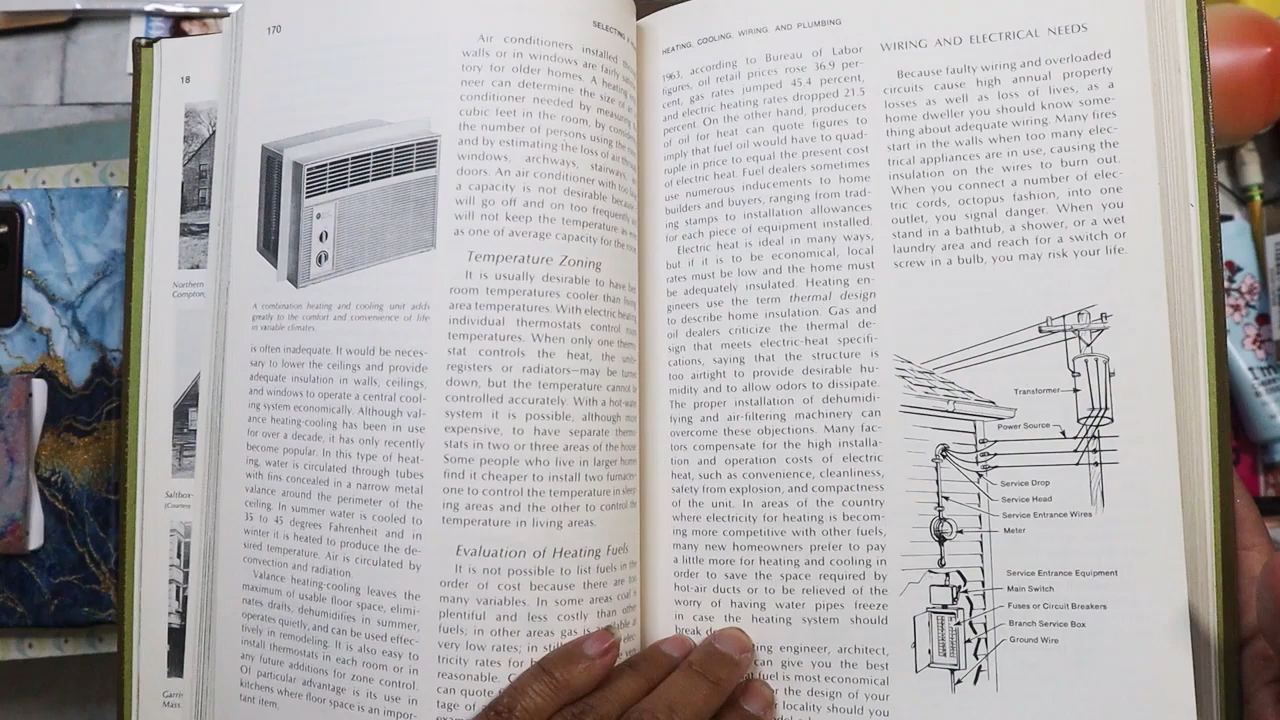 18
Northern
Compton,
Saltbox-
(Courtesy
Garris
Mass.
170
A combination heating and cooling unit adds
greatly to the comfort and convenience of life
in variable climates.
is often inadequate. It would be neces-
sary to lower the ceilings and provide
adequate insulation in walls, ceilings,
and windows to operate a central cool-
ing system economically. Although val-
ance heating-cooling has been in use
for over a decade, it has only recently
become popular. In this type of heat-
ing, water is circulated through tubes
with fins concealed in a narrow metal
valance around the perimeter of the
ceiling. In summer water is cooled to
35 to 45 degrees Fahrenheit and in
winter it is heated to produce the de-
sired temperature. Air is circulated by
convection and radiation.
Valance heating-cooling leaves the
maximum of usable floor space, elimi-
nates drafts, dehumidifies in summer,
operates quietly, and can be used effec-
tively in remodeling. It is also easy to
install thermostats in each room or in
any future additions for zone control.
Of particular advantage is its use in
kitchens where floor space is an impor-
tant item.
SELECTING A
Air conditioners installed
walls or in windows are fairly
tory for older homes. A heating
neer can determine the size of
conditioner needed by measuring
cubic feet in the room, by
the number of persons using the
and by estimating the loss of air
windows, archways, stairways,
doors. An air conditioner with too
a capacity is not desirable
will go off and on too frequently
will not keep the temperature as
as one of average capacity for the
Temperature Zoning
It is usually desirable to have
room temperatures cooler than
area temperatures. With electric heating
individual thermostats control
temperatures. When only one
stat controls the heat, the
registers or radiators—may be turned
down, but the temperature cannot be
controlled accurately. With a
system it is possible, although
expensive, to have separate
stats in two or three areas of the house
Some people who live in larger homes
find it cheaper to install two furnaces
one to control the temperature in
ing areas and the other to control the
temperature in living areas.
Evaluation of Heating Fuels
It is not possible to list fuels in the
order of cost because there are too
many variables. In some areas coal is
plentiful and less costly than other
fuels; in other areas gas is
very low rates; in
tricity rates for
reasonable.
can quote
tage of
HEATING, COOLING, WIRING, AND PLUMBING
1963, according to Bureau of Labor
figures, oil retail prices rose 36.9 per-
cent, gas rates jumped 45.4 percent,
and electric heating rates dropped 21.5
percent. On the other hand, producers
of oil for heat can quote figures to
imply that fuel oil would have to quad-
ruple in price to equal the present cost
of electric heat. Fuel dealers sometimes
use numerous inducements to home
builders and buyers, ranging from trad-
ing stamps to installation allowances
for each piece of equipment installed.
Electric heat is ideal in many ways,
but if it is to be economical, local
rates must be low and the home must
be adequately insulated. Heating en-
gineers use the term thermal design
to describe home insulation. Gas and
oil dealers criticize the thermal de-
sign that meets electric-heat specifi-
cations, saying that the structure is
too airtight to provide desirable hu-
midity and to allow odors to dissipate.
The proper installation of dehumidi-
fying and air-filtering machinery can
overcome these objections. Many fac-
tors compensate for the high installa-
tion and operation costs of electric
heat, such as convenience, cleanliness,
safety from explosion, and compactness
of the unit. In areas of the country
where electricity for heating is becom-
ing more competitive with other fuels,
many new homeowners prefer to pay
a little more for heating and cooling in
order to save the space required by
hot-air ducts or to be relieved of the
worry of having water pipes freeze
in case the heating system should
break
engineer, architect,
can give you the best
fuel is most economical
the design of your
locality should you
WIRING AND ELECTRICAL NEEDS
Because faulty wiring and overloaded
circuits cause high annual property
losses as well as loss of lives, as a
home dweller you should know some-
thing about adequate wiring. Many fires
start in the walls when too many elec-
trical appliances are in use, causing the
insulation on the wires to burn out.
When you connect a number of elec-
tric cords, octopus fashion, into one
outlet, you signal danger. When you
stand in a bathtub, a shower, or a wet
laundry area and reach for a switch or
screw in a bulb, you may risk your life.
Transformer
Power Source
Service Drop
Service Head
Service Entrance Wires
Meter
Service Entrance Equipment
Main Switch
Fuses or Circuit Breakers
Branch Service Box
Ground Wire